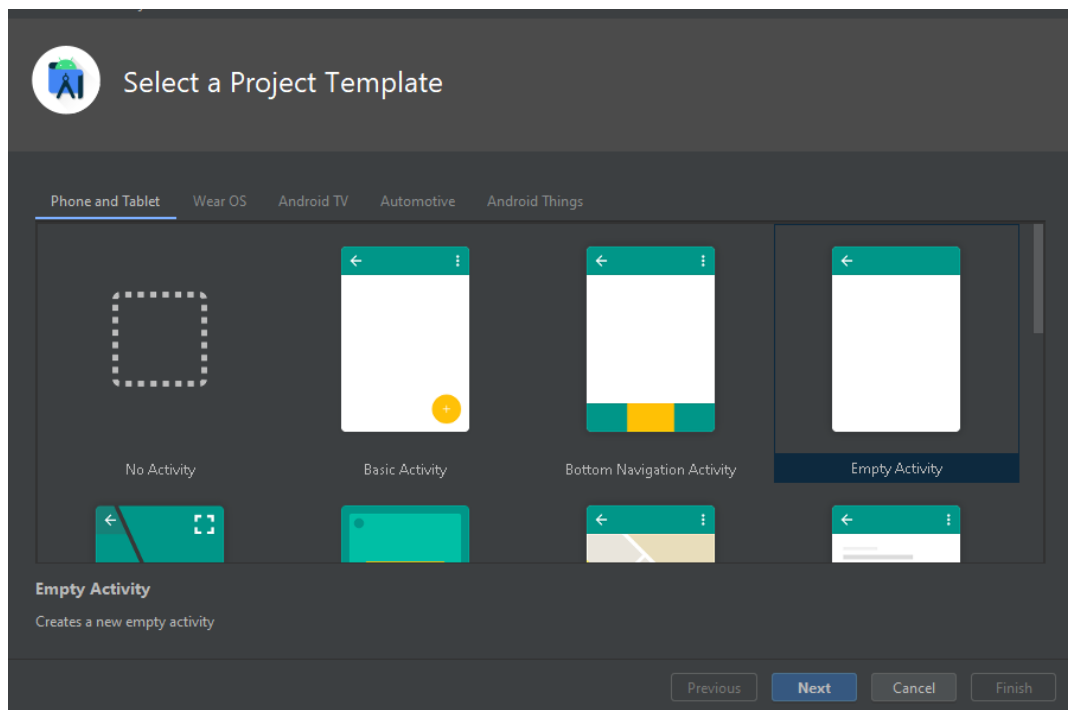 Select a Project Template
Phone and Tablet Wear OS Android TV Automotive Android Things
No Activity Basic Activity Bottom Navigation Activity Empty Activity
Empty Activity
Creates a new empty activity
Previous Next Cancel Finish